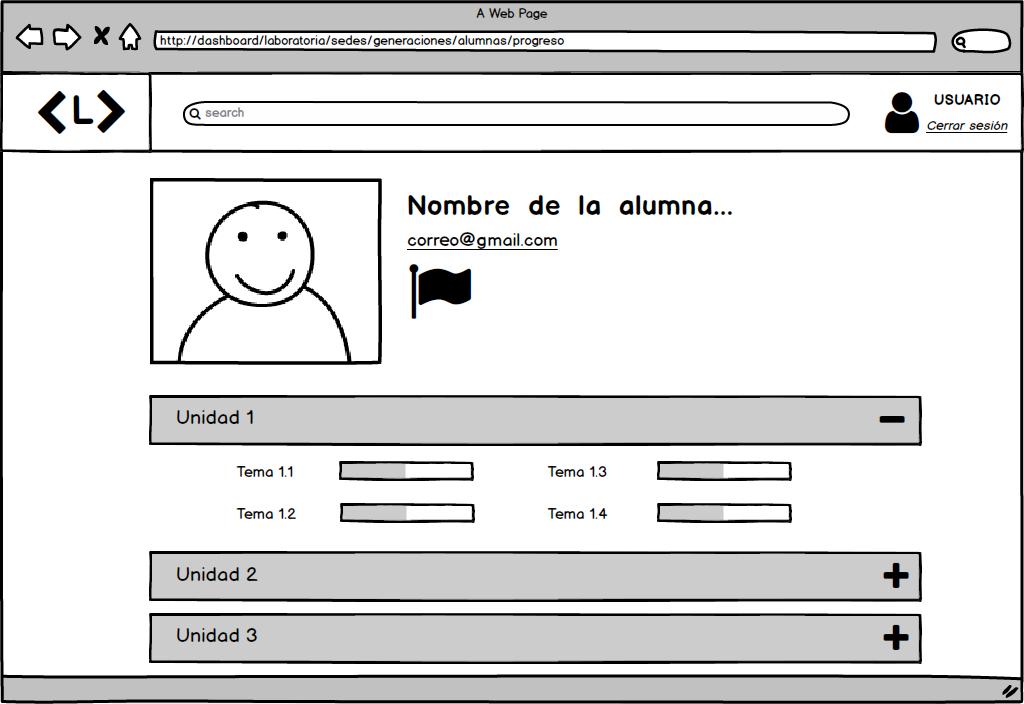 A Web Page
http://dashboard/laboratoria/sedes/generaciones/alumnas/progreso
<L>
search
USUARIO
Cerrar sesión
Nombre de la alumna...
correo@gmail.com
Unidad 1
Tema 1.1
Tema 1.3
Tema 1.2
Tema 1.4
Unidad 2
Unidad 3